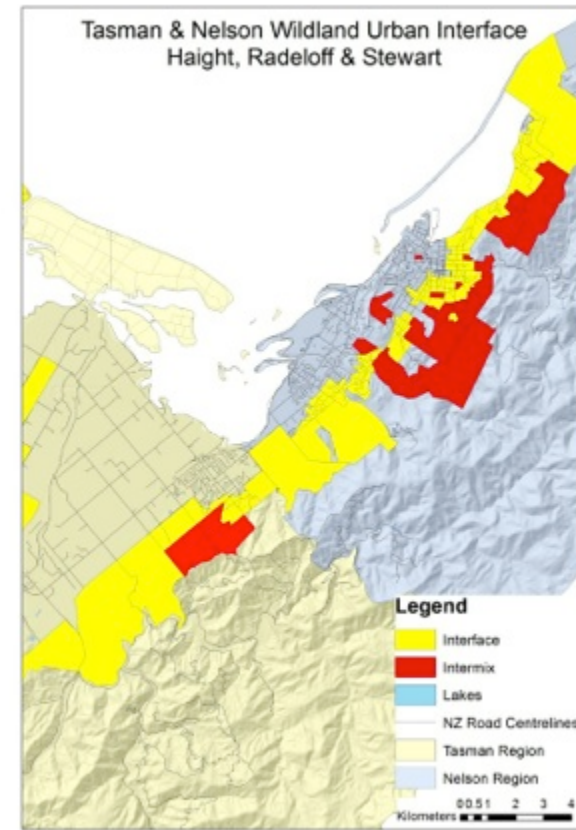 Tasman & Nelson Wildland Urban Interface
Haight, Radeloff & Stewart
Legend
Interface
Intermix
Lakes
NZ Road Centrelines
Tasman Region
Nelson Region
Kilometers 0 0.5 1 2 3 4